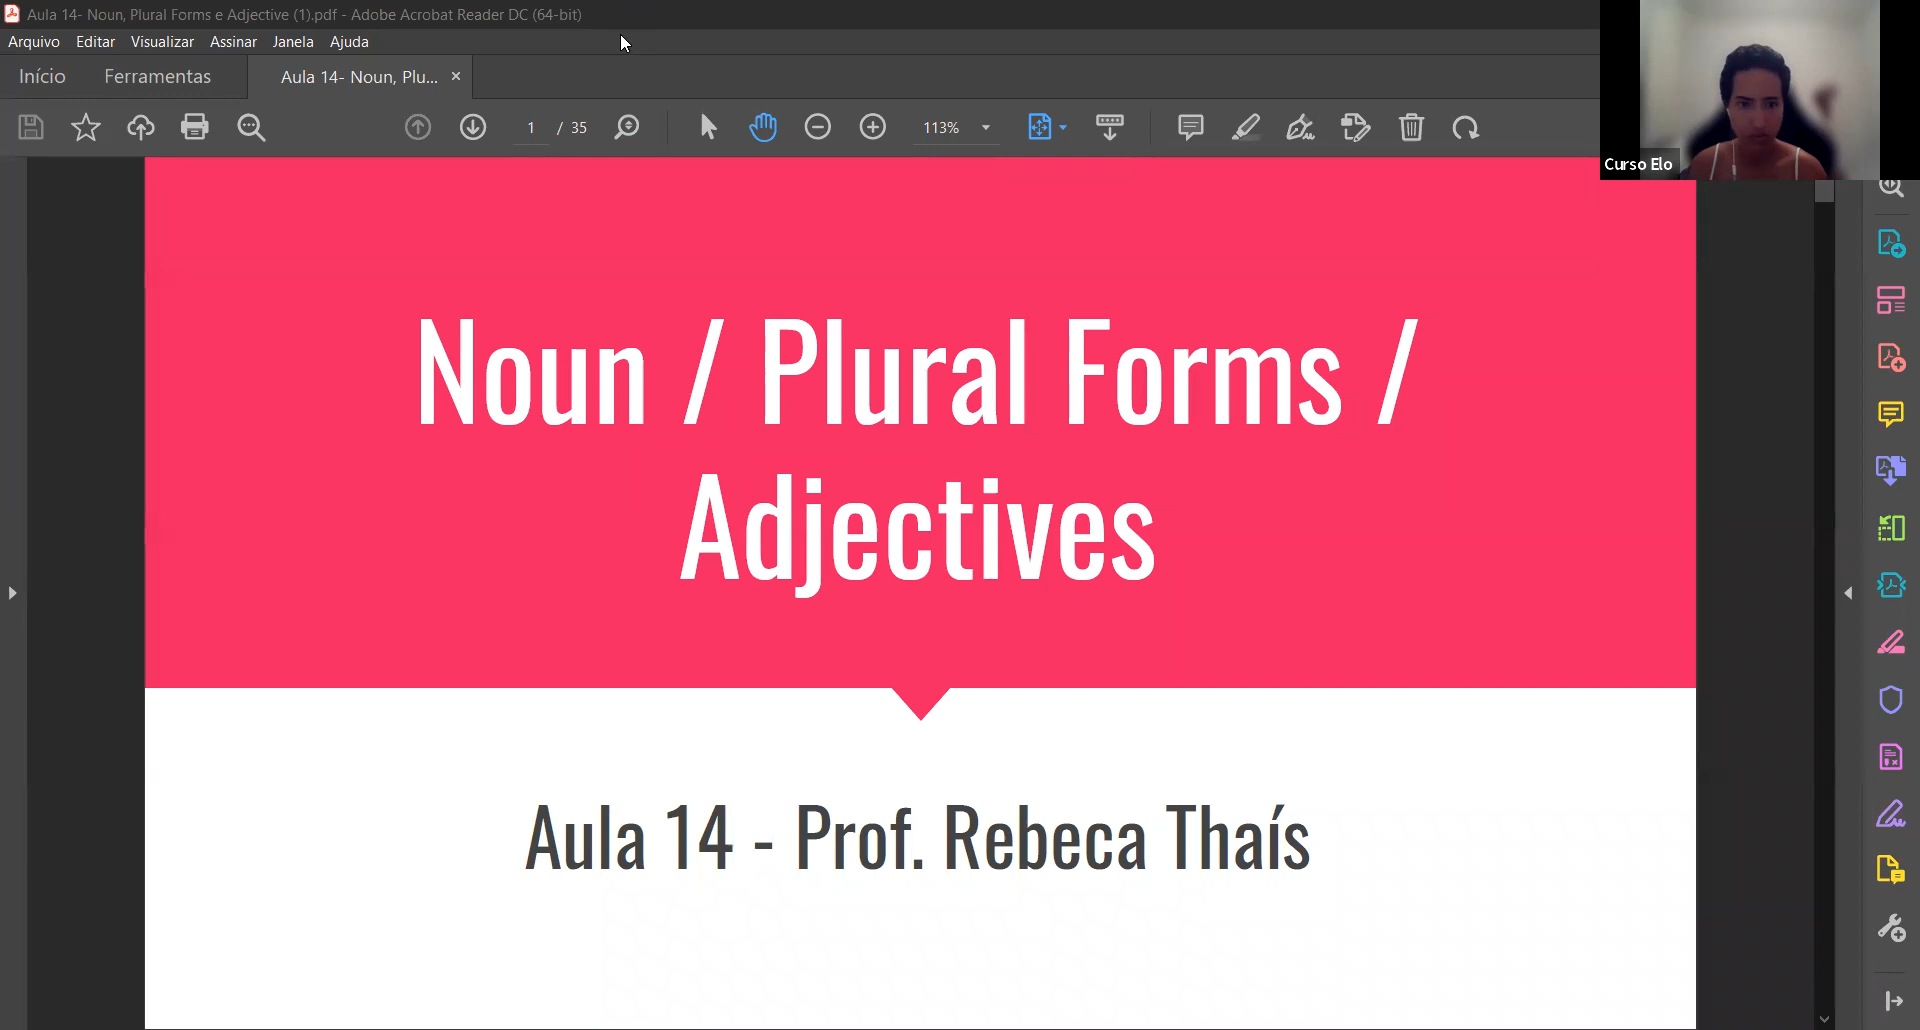 Aula 14- Noun, Plural Forms e Adjective (1).pdf - Adobe Acrobat Reader DC (64-bit)
Arquivo Editar Visualizar Assinar Janela Ajuda
Início Ferramentas Aula 14- Noun, Plu... ×
1 / 35 113%
Curso Elo
Noun / Plural Forms /
Adjectives
Aula 14 - Prof. Rebeca Thaís